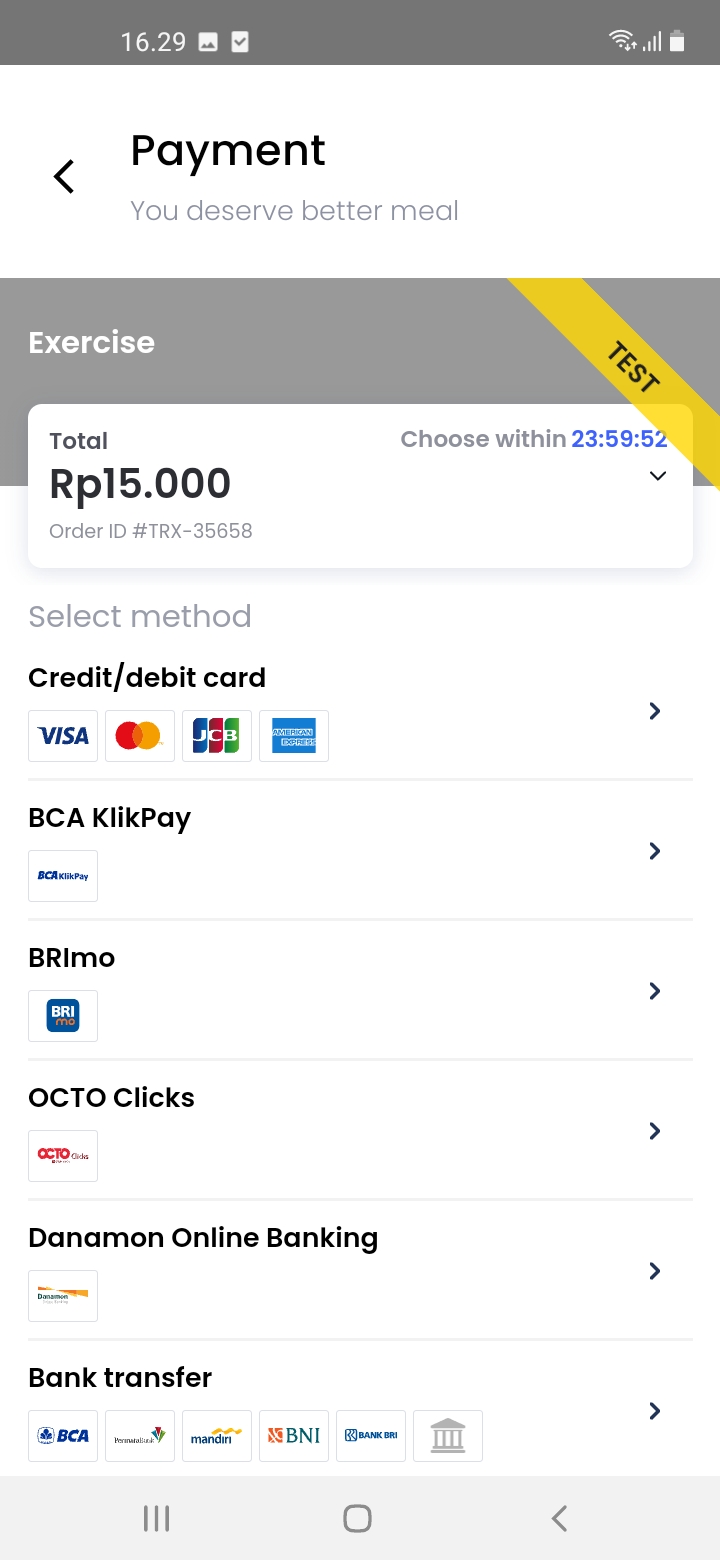 16.29
Payment
You deserve better meal
TEST
Exercise
Total
Choose within 23:59:52
Rp15.000
Order ID #TRX-35658
Select method
Credit/debit card
VISA JCB AMERICAN EXPRESS
BCA KlikPay
BCA KlikPay
BRImo
BRI mo
OCTO Clicks
OCTO Clicks
Danamon Online Banking
Danamon
Bank transfer
BCA PermataBank mandiri BNI BANK BRI